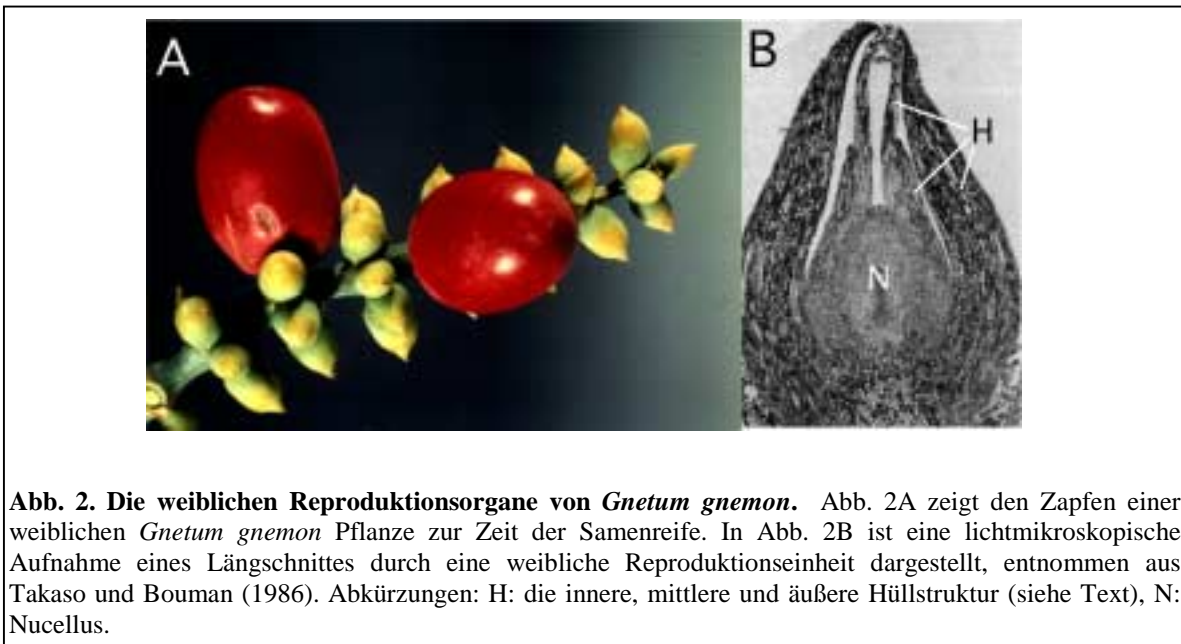 A
B
H
N
Abb. 2. Die weiblichen Reproduktionsorgane von Gnetum gnemon. Abb. 2A zeigt den Zapfen einer
weiblichen Gnetum gnemon Pflanze zur Zeit der Samenreife. In Abb. 2B ist eine lichtmikroskopische
Aufnahme eines Längschnittes durch eine weibliche Reproduktionseinheit dargestellt, entnommen aus
Takaso und Bouman (1986). Abkürzungen: H: die innere, mittlere und äußere Hüllstruktur (siehe Text), N:
Nucellus.